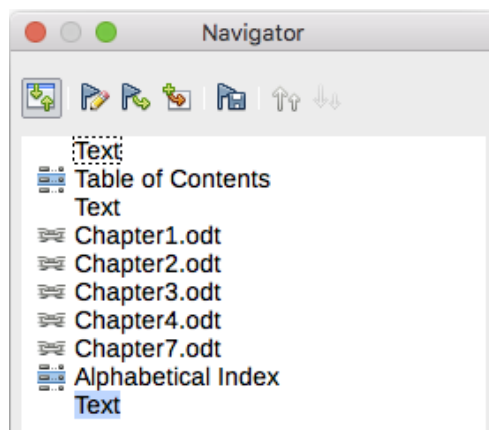 Navigator
Text
Table of Contents
Text
Chapter1.odt
Chapter2.odt
Chapter3.odt
Chapter4.odt
Chapter7.odt
Alphabetical Index
Text